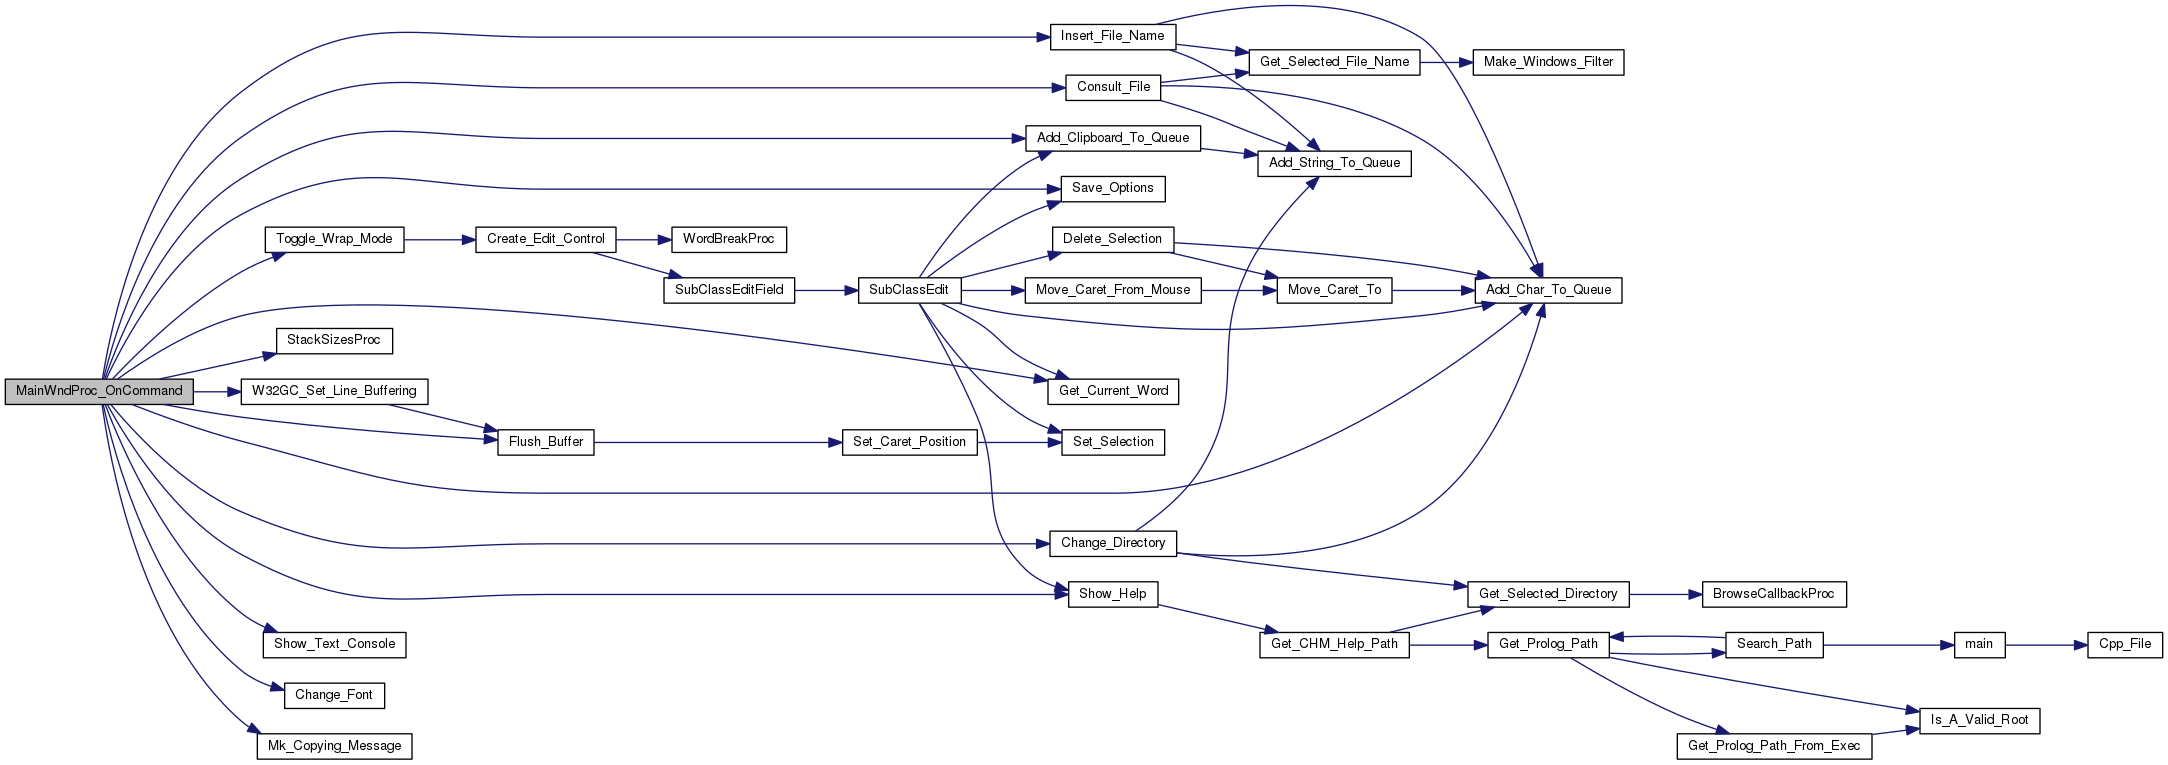 Insert_File_Name
Get_Selected_File_Name
Make_Windows_Filter
Consult_File
Add_Clipboard_To_Queue
Add_String_To_Queue
Save_Options
Toggle_Wrap_Mode
Create_Edit_Control
WordBreakProc
Delete_Selection
SubClassEditField
SubClassEdit
Move_Caret_From_Mouse
Move_Caret_To
Add_Char_To_Queue
StackSizesProc
MainWndProc_OnCommand
W32GC_Set_Line_Buffering
Get_Current_Word
Flush_Buffer
Set_Caret_Position
Set_Selection
Change_Directory
Show_Help
Get_Selected_Directory
BrowseCallbackProc
Show_Text_Console
Get_CHM_Help_Path
Get_Prolog_Path
Search_Path
main
Cpp_File
Change_Font
Is_A_Valid_Root
Mk_Copying_Message
Get_Prolog_Path_From_Exec